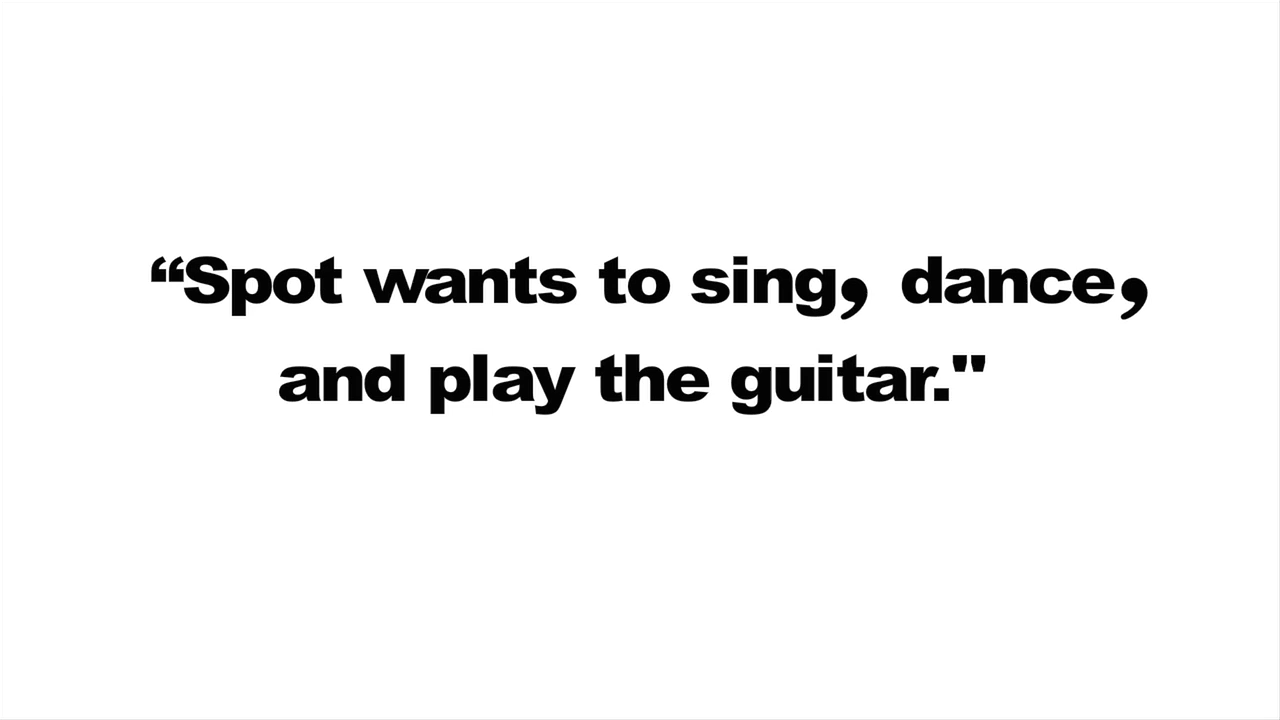 “Spot wants to sing, dance,
and play the guitar."